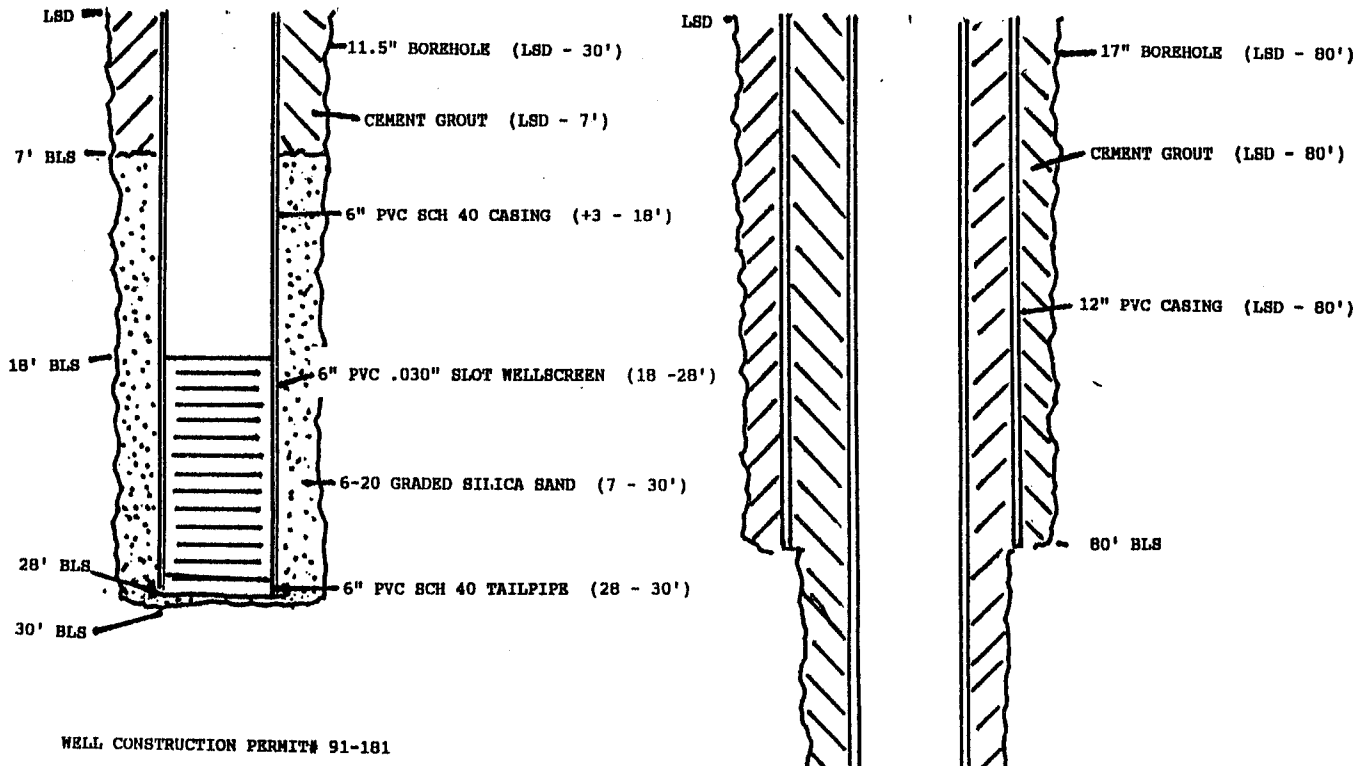 LSD
11.5" BOREHOLE (LSD - 30')
CEMENT GROUT (LSD - 7')
7' BLS
6" PVC SCH 40 CASING (+3 - 18')
18' BLS
6" PVC .030" SLOT WELLSCREEN (18 -28')
6-20 GRADED SILICA SAND (7 - 30')
28' BLS
6" PVC SCH 40 TAILPIPE (28 - 30')
30' BLS
WELL CONSTRUCTION PERMIT# 91-181
LSD
17" BOREHOLE (LSD - 80')
CEMENT GROUT (LSD - 80')
12" PVC CASING (LSD - 80')
80' BLS